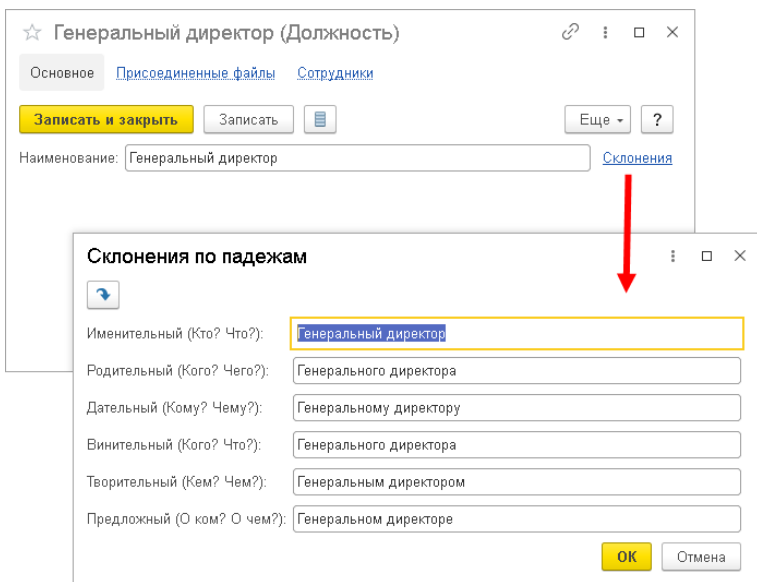 Генеральный директор (Должность)
Основное Присоединенные файлы Сотрудники
Записать и закрыть Записать Еще ?
Наименование: Генеральный директор Склонения
Склонения по падежам
Именительный (Кто? Что?): Генеральный директор
Родительный (Кого? Чего?): Генерального директора
Дательный (Кому? Чему?): Генеральному директору
Винительный (Кого? Что?): Генерального директора
Творительный (Кем? Чем?): Генеральным директором
Предложный (О ком? О чем?): Генеральном директоре
ОК Отмена